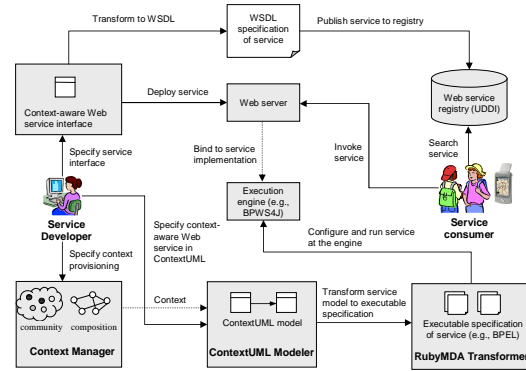 Transform to WSDL
WSDL
specification
of service
Publish service to registry
Context-aware Web
service interface
Deploy service
Web server
Web service
registry (UDDI)
Specify service
interface
Bind to service
implementation
Invoke
service
Search
service
Service
Developer
Specify context-
aware Web
service in
ContextUML
Execution
engine (e.g.,
BPWS4J)
Service
consumer
Specify context
provisioning
Configure and run service
at the engine
community
composition
Context Manager
Context
ContextUML model
ContextUML Modeler
Transform service
model to executable
specification
Executable specification
of service (e.g., BPEL)
RubyMDA Transformer